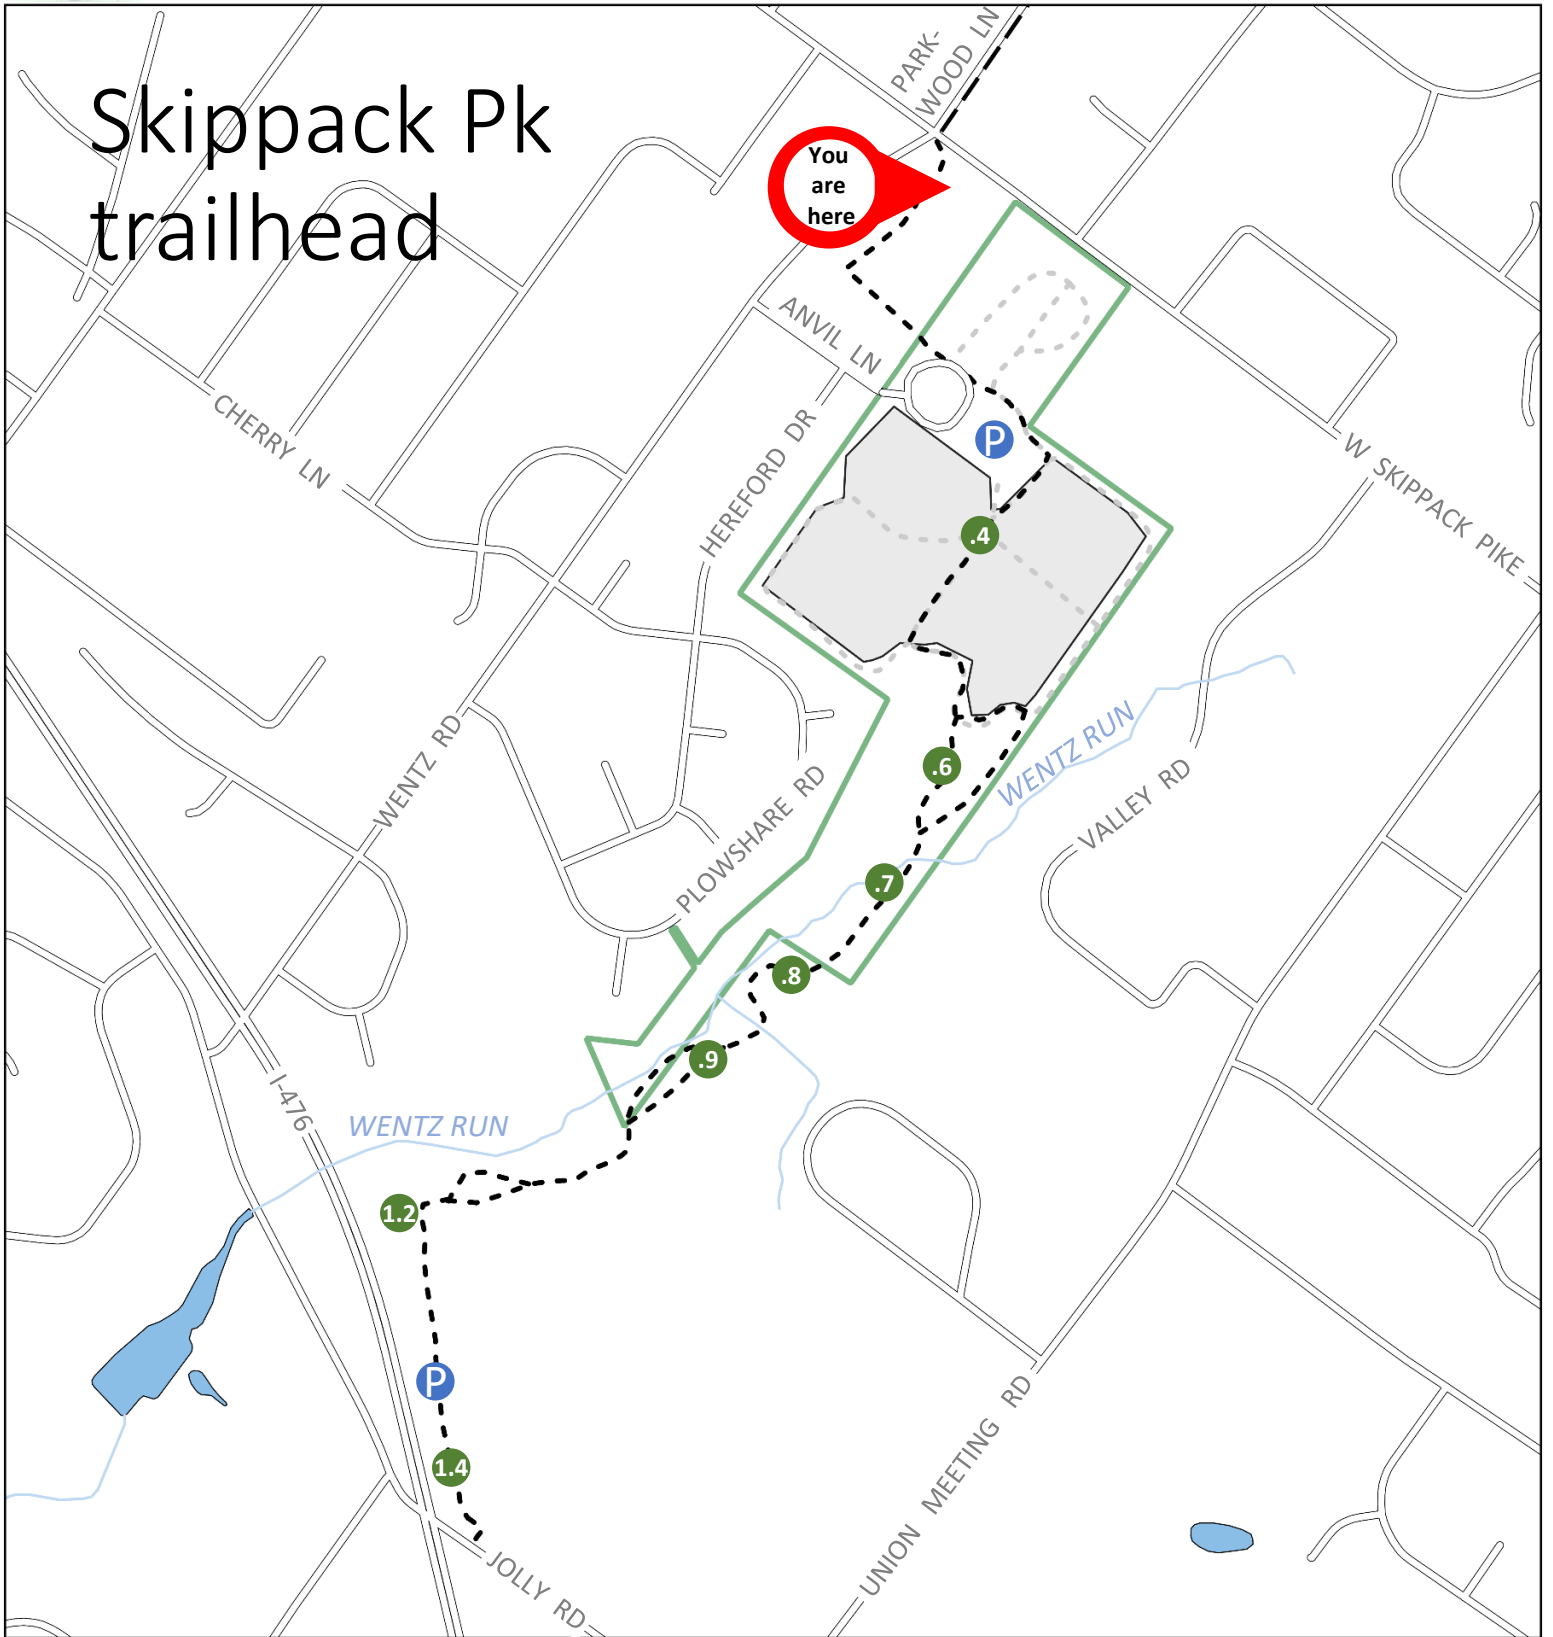 Skippack Pk
trailhead
PARK-
WOOD LN
You
are
here
ANVIL LN
CHERRY LN
HEREFORD DR
P
W SKIPPACK PIKE
.4
WENTZ RD
WENTZ RUN
.6
VALLEY RD
PLOWSHARE RD
.7
.8
.9
I-476
WENTZ RUN
1.2
P
1.4
UNION MEETING RD
JOLLY RD